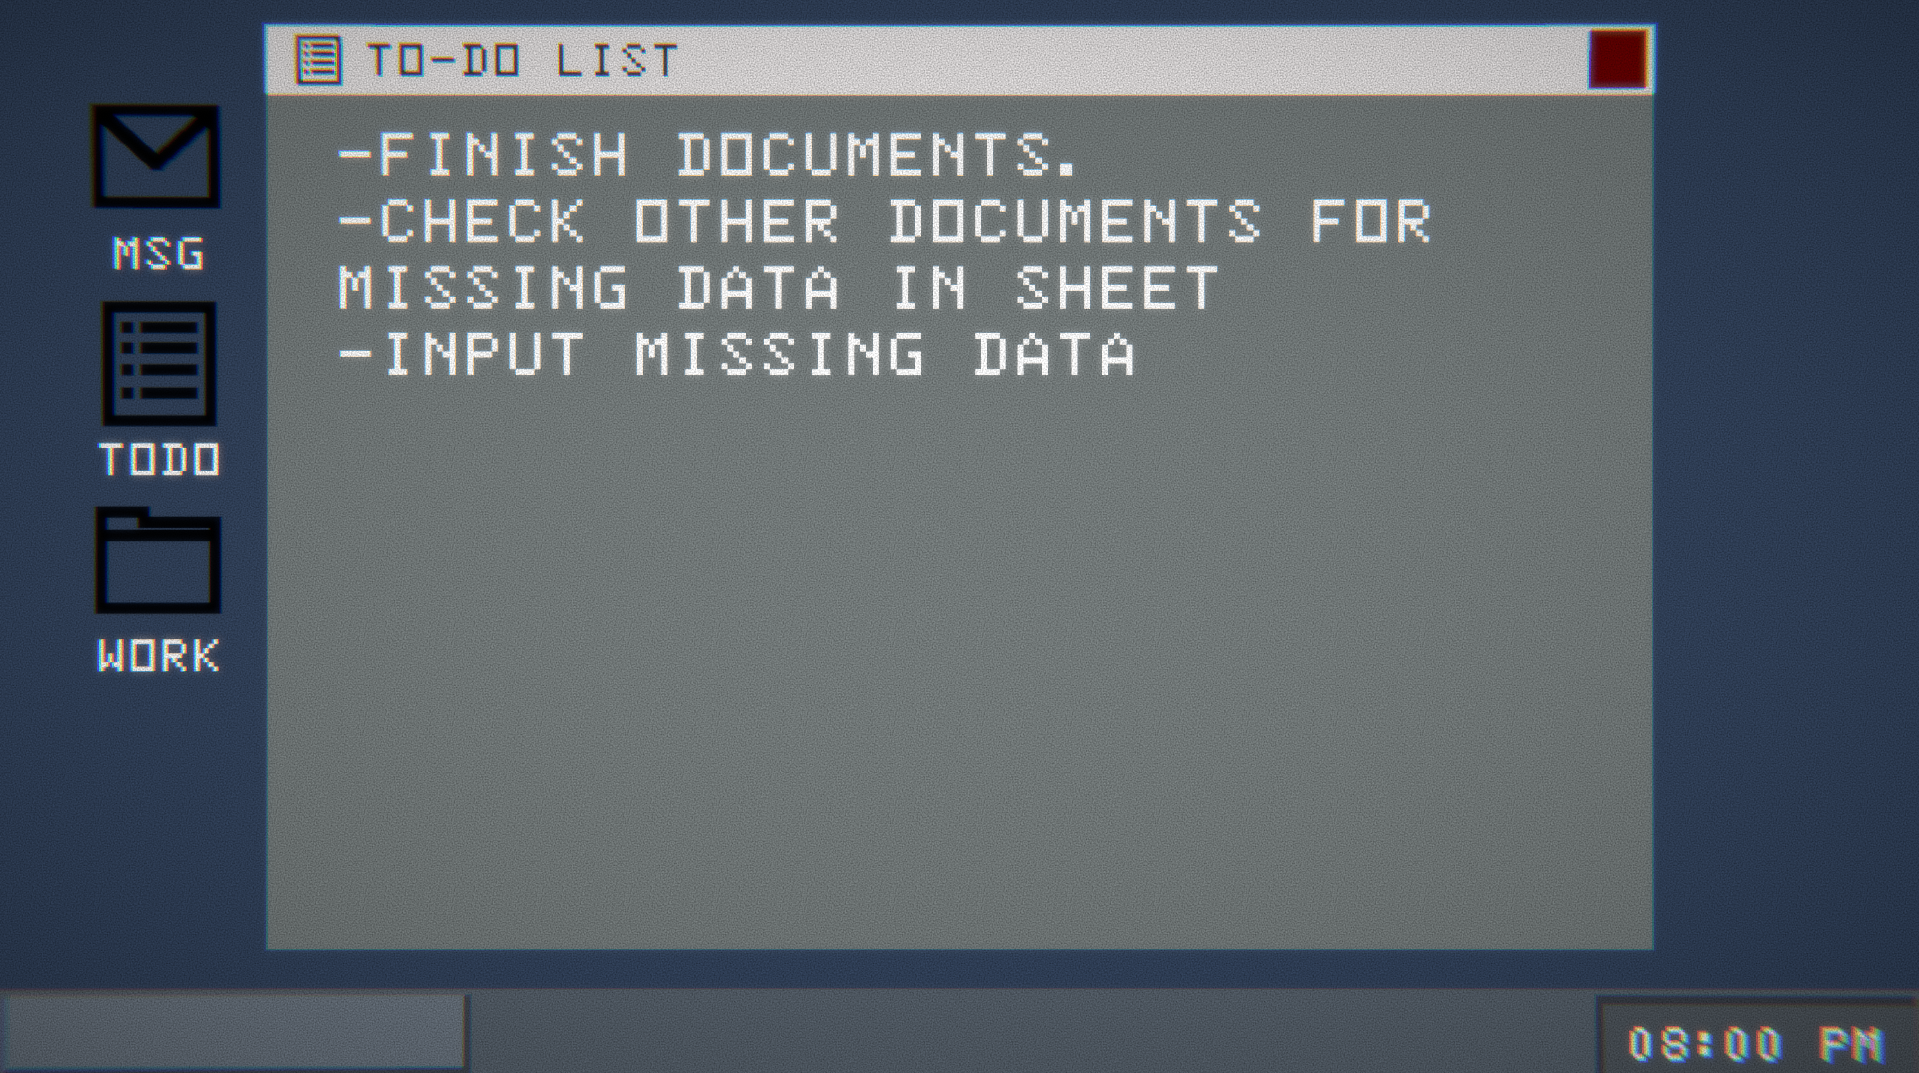 TO-DO LIST
-FINISH DOCUMENTS.
-CHECK OTHER DOCUMENTS FOR
MISSING DATA IN SHEET
-INPUT MISSING DATA
MSG
TODO
WORK
08:00 PM